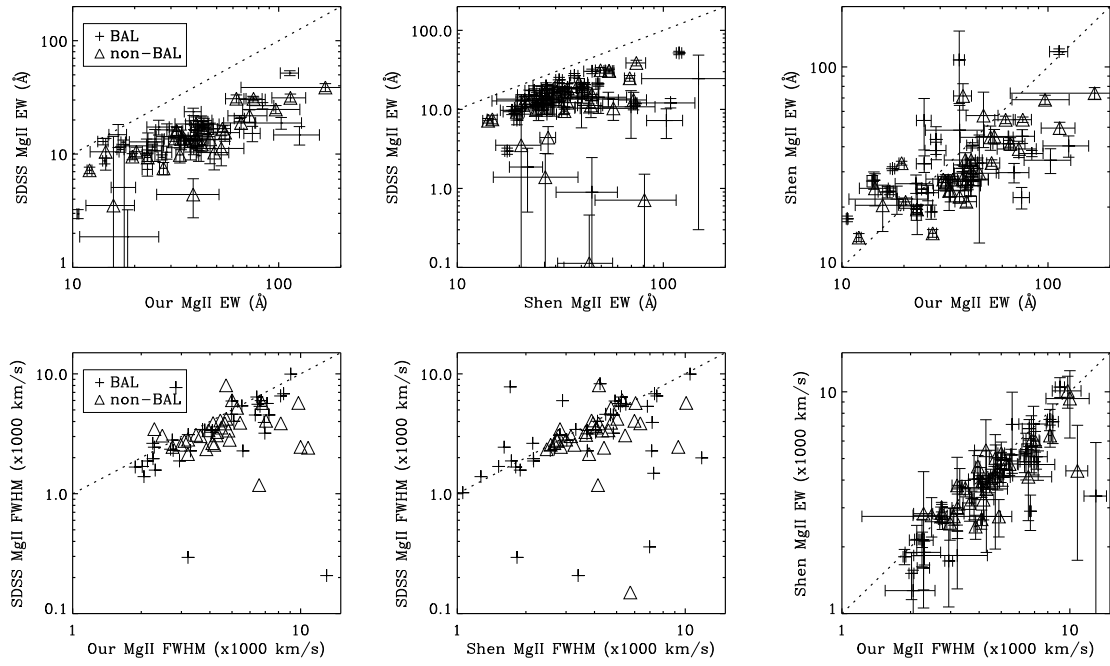 200
100
10
1
SDSS MgII EW (Å)
+ BAL
△ non-BAL
10
100
Our MgII EW (Å)
100.0
10.0
1.0
0.1
SDSS MgII EW (Å)
10
100
Shen MgII EW (Å)
100
10
Shen MgII EW (Å)
10
100
Our MgII EW (Å)
10.0
1.0
0.1
SDSS MgII FWHM (x1000 km/s)
+ BAL
△ non-BAL
1
10
Our MgII FWHM (x1000 km/s)
10.0
1.0
0.1
SDSS MgII FWHM (x1000 km/s)
1
10
Shen MgII FWHM (x1000 km/s)
10
1
Shen MgII EW (x1000 km/s)
1
10
Our MgII FWHM (x1000 km/s)